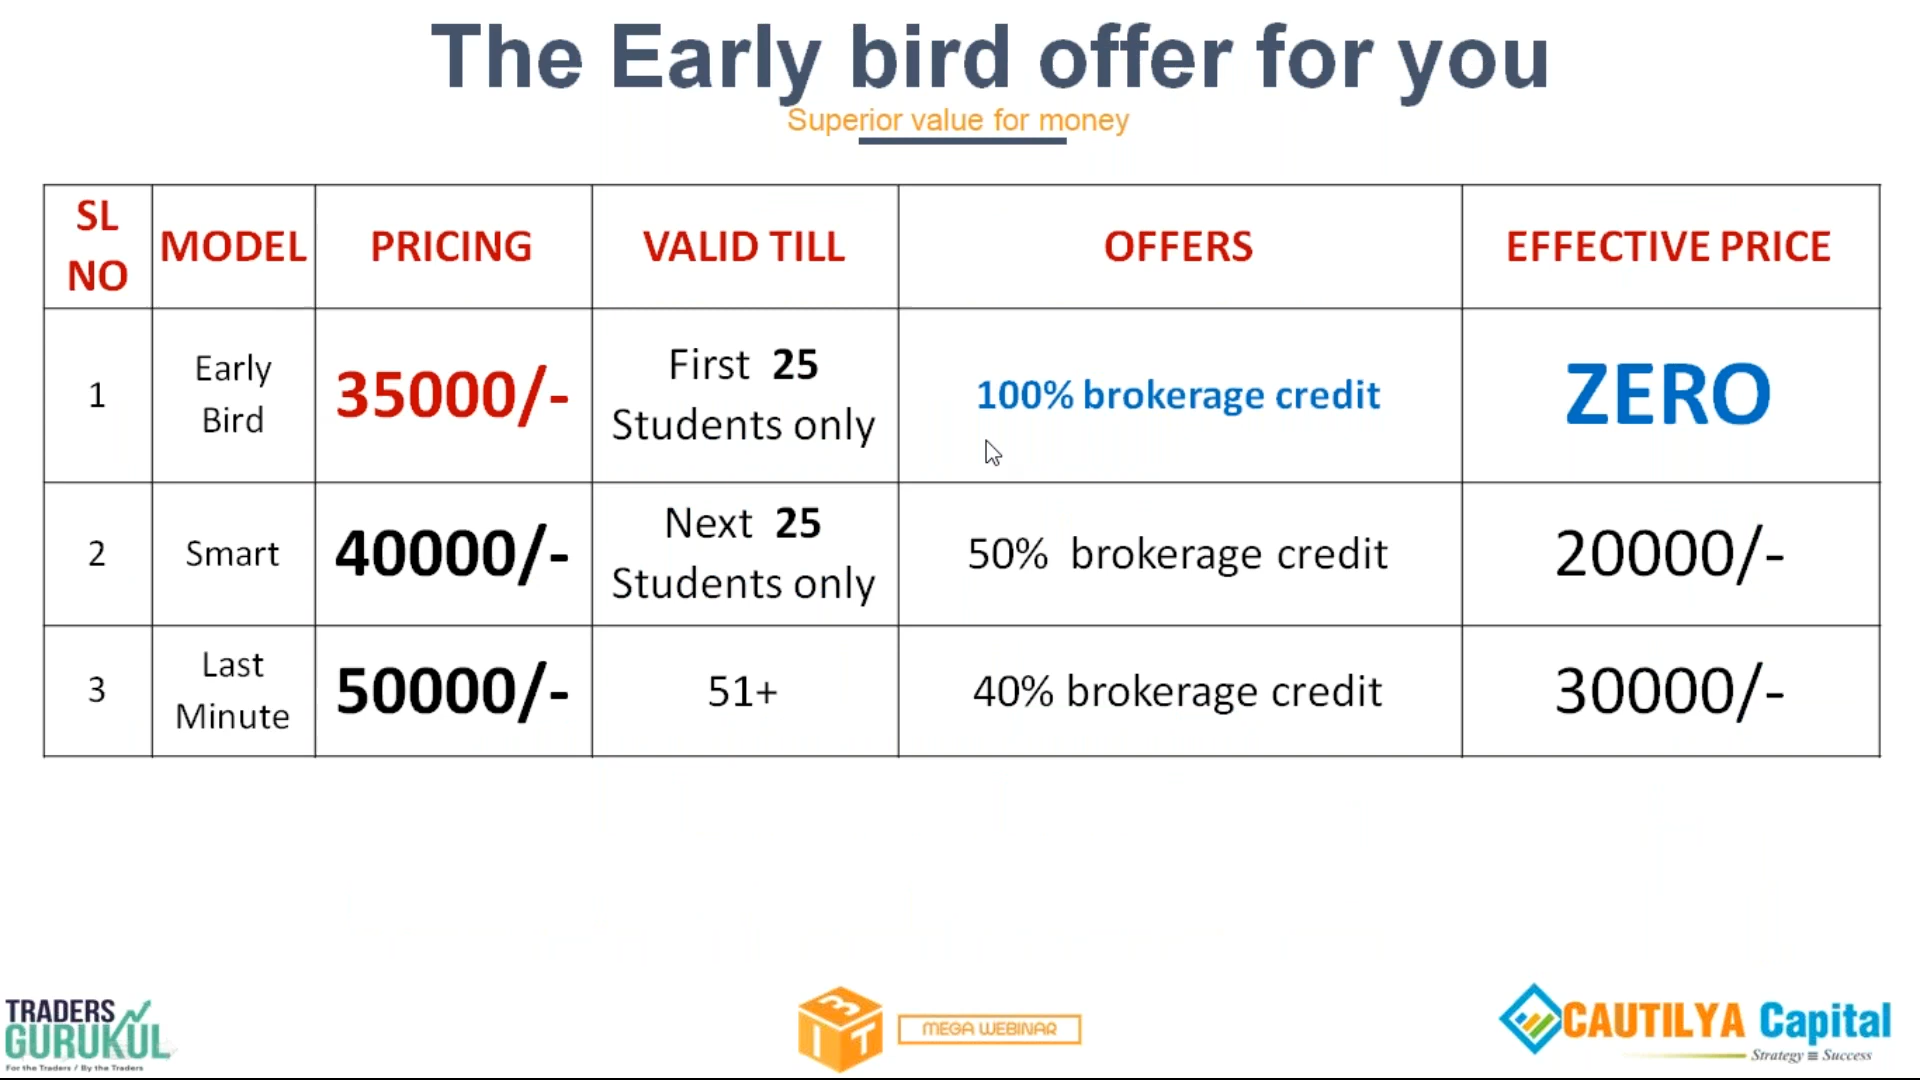 The Early bird offer for you
Superior value for money
SL NO MODEL PRICING VALID TILL OFFERS EFFECTIVE PRICE
1 Early Bird 35000/- First 25 Students only 100% brokerage credit ZERO
2 Smart 40000/- Next 25 Students only 50% brokerage credit 20000/-
3 Last Minute 50000/- 51+ 40% brokerage credit 30000/-
TRADERS
GURUKUL
For the Traders / By the Traders
3
IT
MEGA WEBINAR
CAUTILYA Capital
Strategy ≡ Success